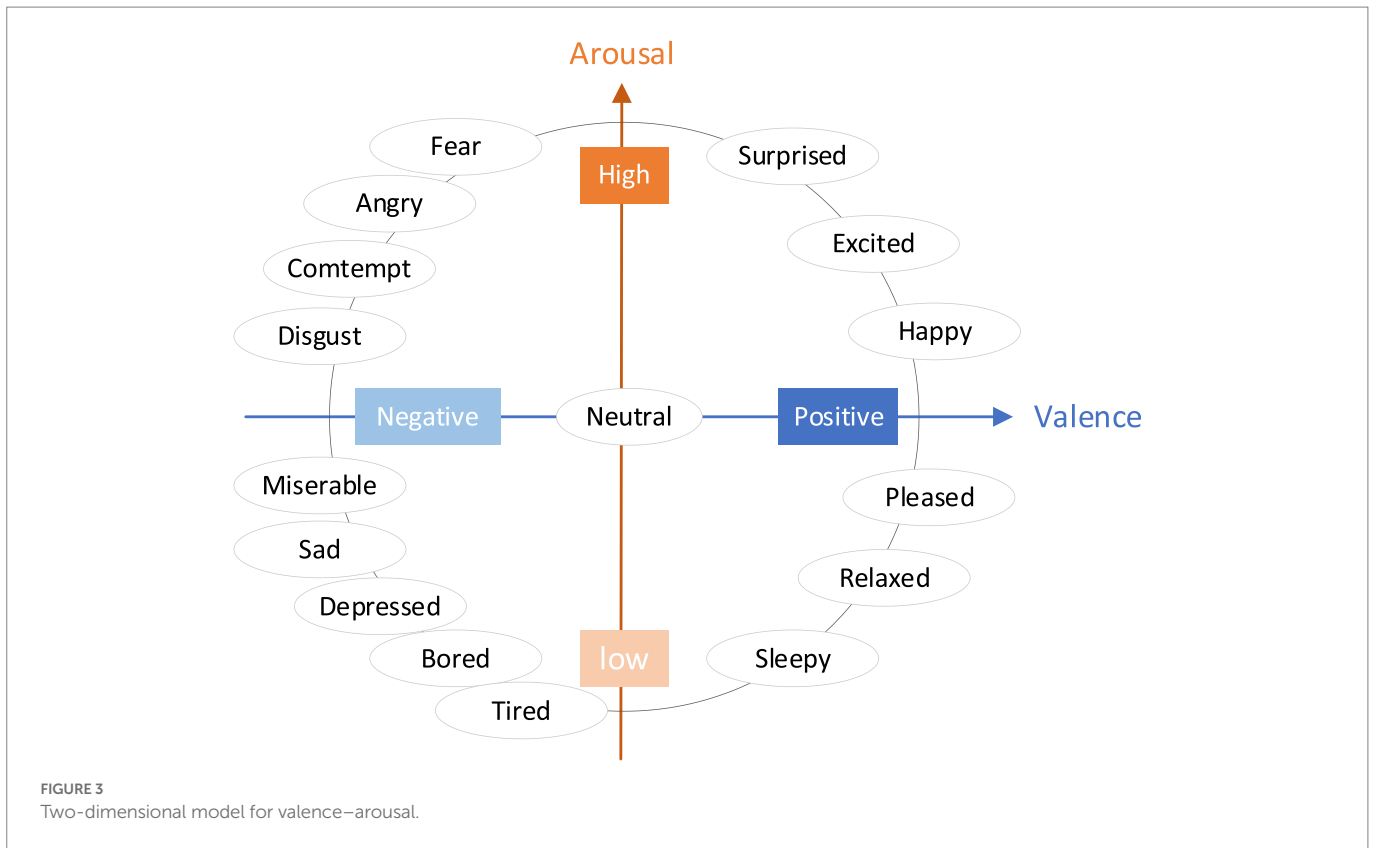 Arousal
Fear
Surprised
High
Angry
Excited
Comtempt
Happy
Disgust
Negative
Neutral
Positive
Valence
Miserable
Pleased
Sad
Relaxed
Depressed
Bored
low
Sleepy
Tired
FIGURE 3
Two-dimensional model for valence–arousal.